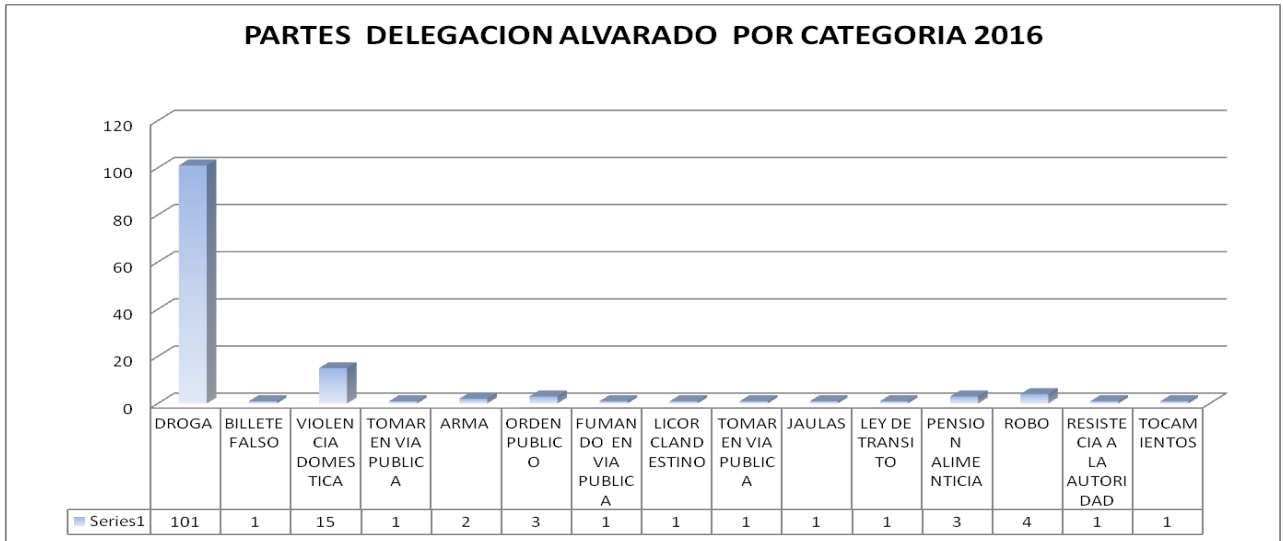 PARTES DELEGACION ALVARADO POR CATEGORIA 2016
120
100
80
60
40
20
0
DROGA
BILLETE
FALSO
VIOLEN
CIA
DOMES
TICA
TOMAR
EN VIA
PUBLIC
A
ARMA
ORDEN
PUBLIC
O
FUMAN
DO EN
VIA
PUBLIC
A
LICOR
CLAND
ESTINO
TOMAR
EN VIA
PUBLIC
A
JAULAS
LEY DE
TRANSI
TO
PENSIO
N
ALIME
NTICIA
ROBO
RESISTE
CIA A
LA
AUTORI
DAD
TOCAM
IENTOS
Series1 101 1 15 1 2 3 1 1 1 1 1 3 4 1 1